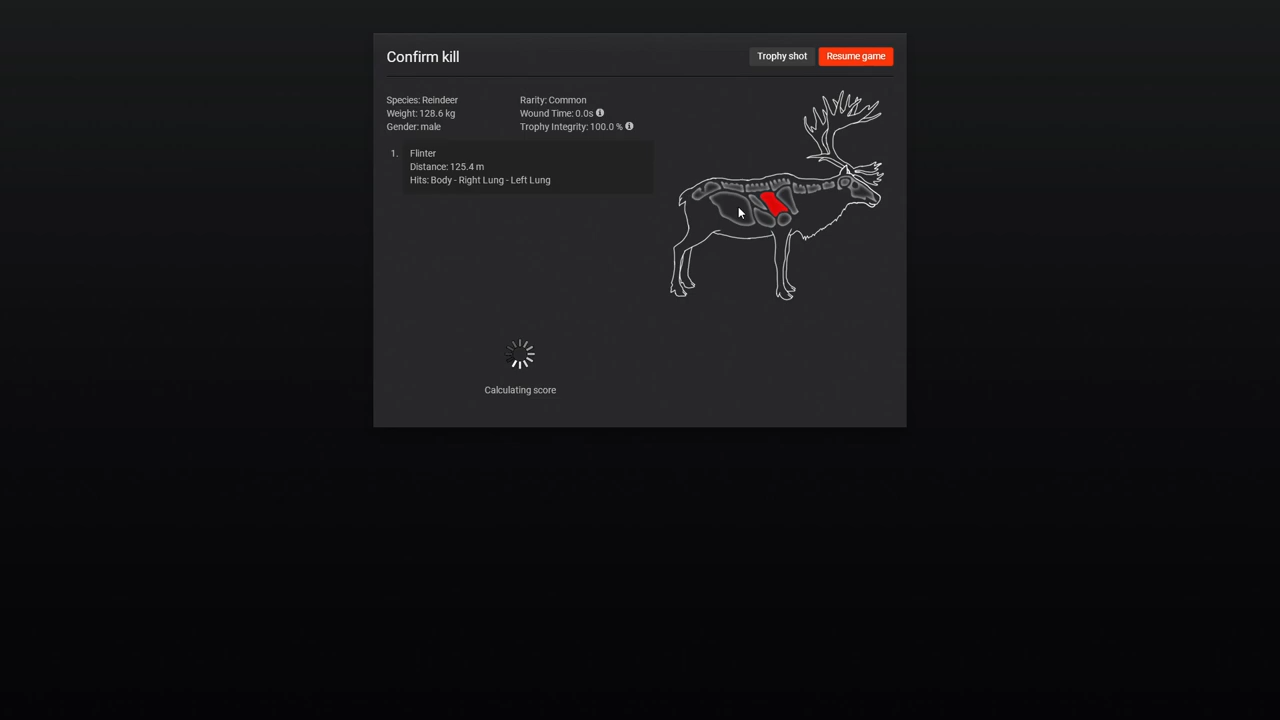 Confirm kill
Trophy shot
Resume game
Species: Reindeer
Rarity: Common
Weight: 128.6 kg
Wound Time: 0.0s
Gender: male
Trophy Integrity: 100.0 %
1.
Flinter
Distance: 125.4 m
Hits: Body - Right Lung - Left Lung
Calculating score